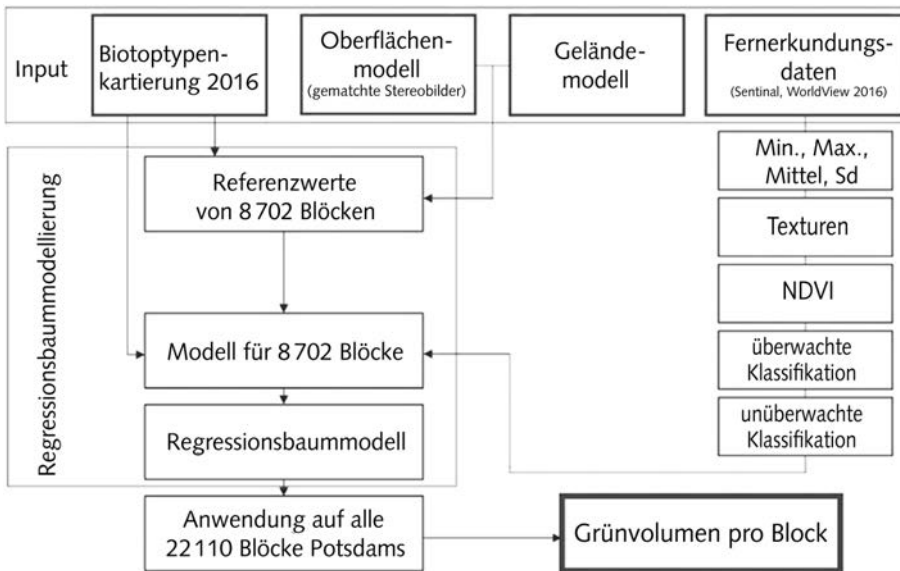 Input
Biotoptypen-
kartierung 2016
Oberflächen-
modell
(gematchte Stereobilder)
Gelände-
modell
Fernerkundungs-
daten
(Sentinal, WorldView 2016)
Min., Max.,
Mittel, Sd
Texturen
NDVI
überwachte
Klassifikation
unüberwachte
Klassifikation
Regressionsbaummodellierung
Referenzwerte
von 8 702 Blöcken
Modell für 8 702 Blöcke
Regressionsbaummodell
Anwendung auf alle
22 110 Blöcke Potsdams
Grünvolumen pro Block